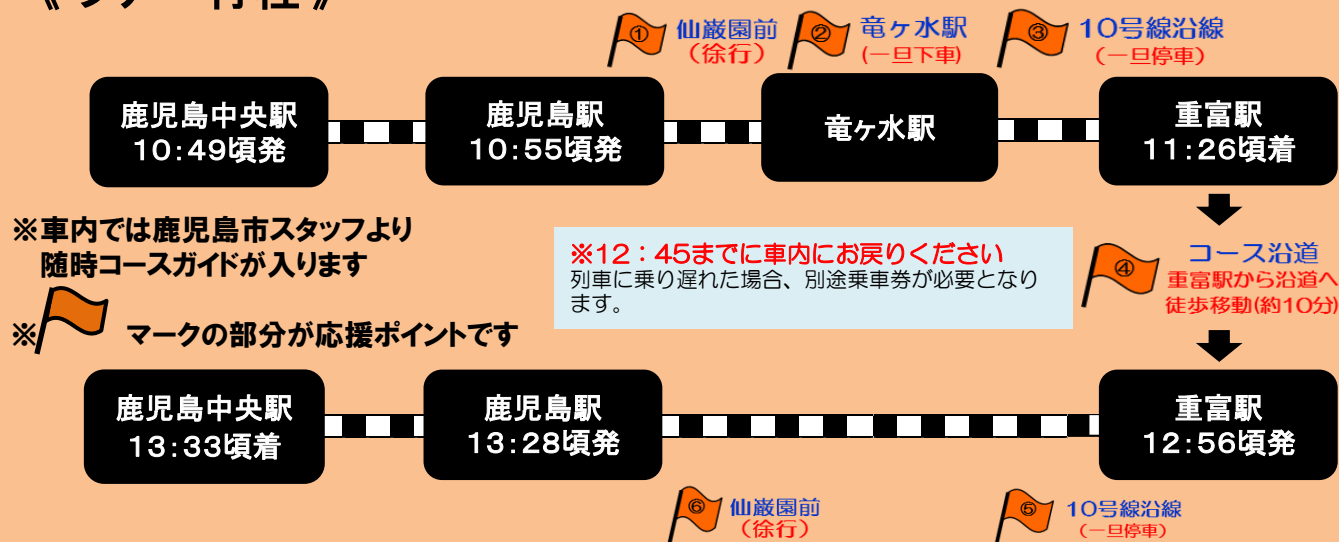 ① 仙巌園前
（徐行）
② 竜ヶ水駅
(一旦下車)
③ 10号線沿線
（一旦停車）
鹿児島中央駅
10:49頃発
鹿児島駅
10:55頃発
竜ヶ水駅
重富駅
11:26頃着
※車内では鹿児島市スタッフより
随時コースガイドが入ります
※ マークの部分が応援ポイントです
※12：45までに車内にお戻りください
列車に乗り遅れた場合、別途乗車券が必要となり
ます。
④ コース沿道
重富駅から沿道へ
徒歩移動(約10分)
鹿児島中央駅
13:33頃着
鹿児島駅
13:28頃発
重富駅
12:56頃発
⑥ 仙巌園前
（徐行）
⑤ 10号線沿線
（一旦停車）